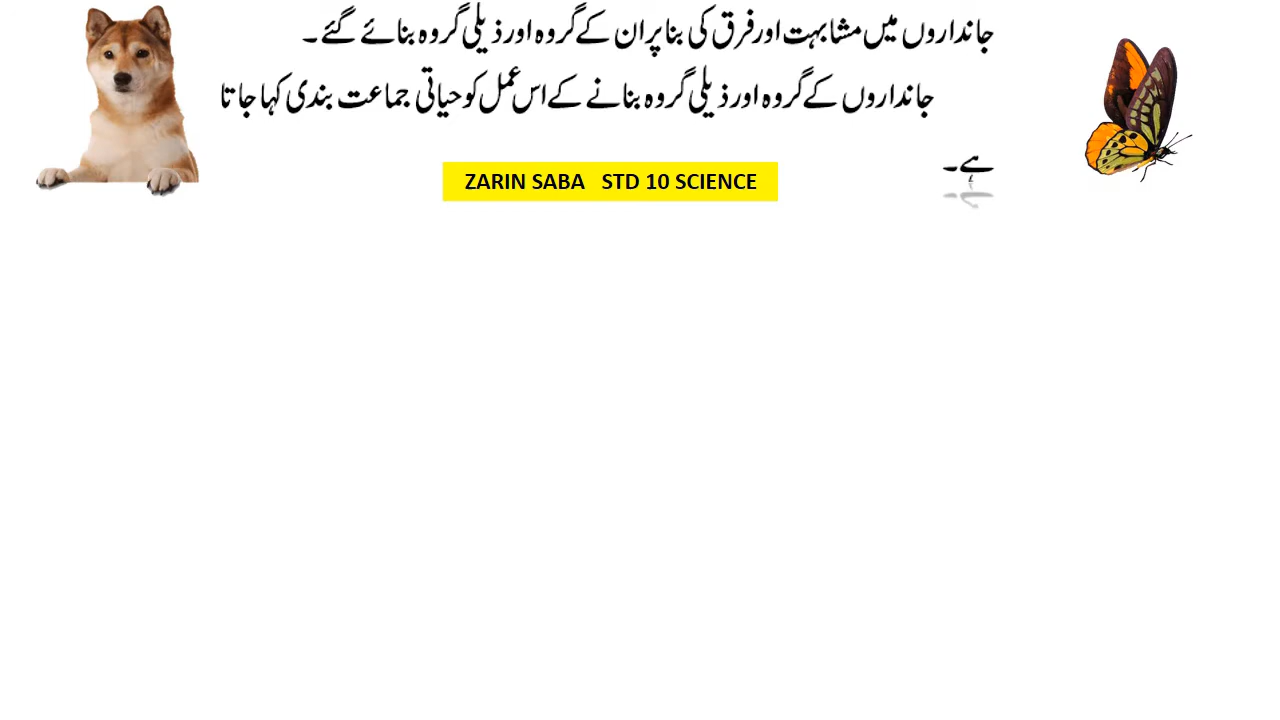 جانداروں میں مشابہت اور فرق کی بنا پر ان کے گروہ اور ذیلی گروہ بنائے گئے۔
جانداروں کے گروہ اور ذیلی گروہ بنانے کے اس عمل کو حیاتی جماعت بندی کہا جاتا
ہے۔
ZARIN SABA STD 10 SCIENCE